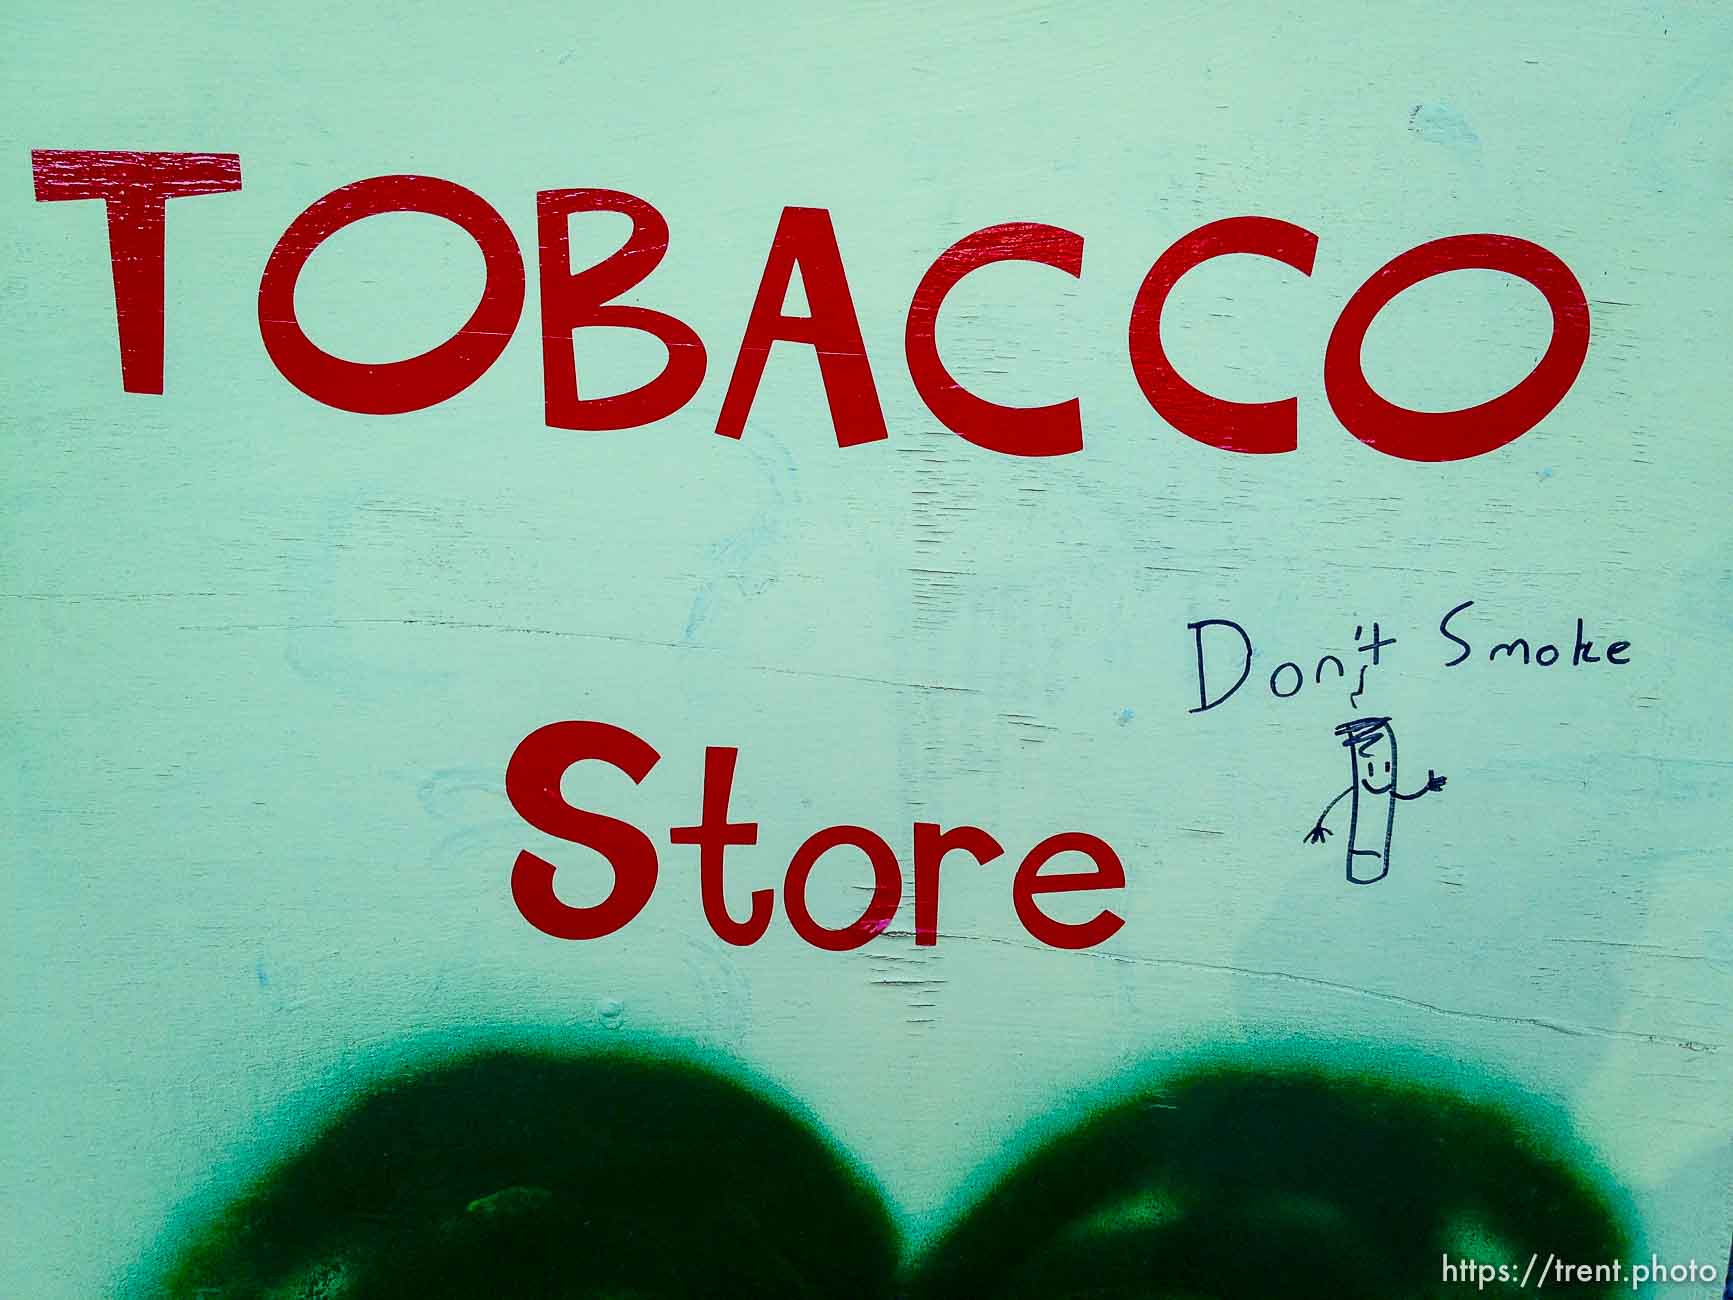 TOBACCO
Don't Smoke
Store
https://trent.photo